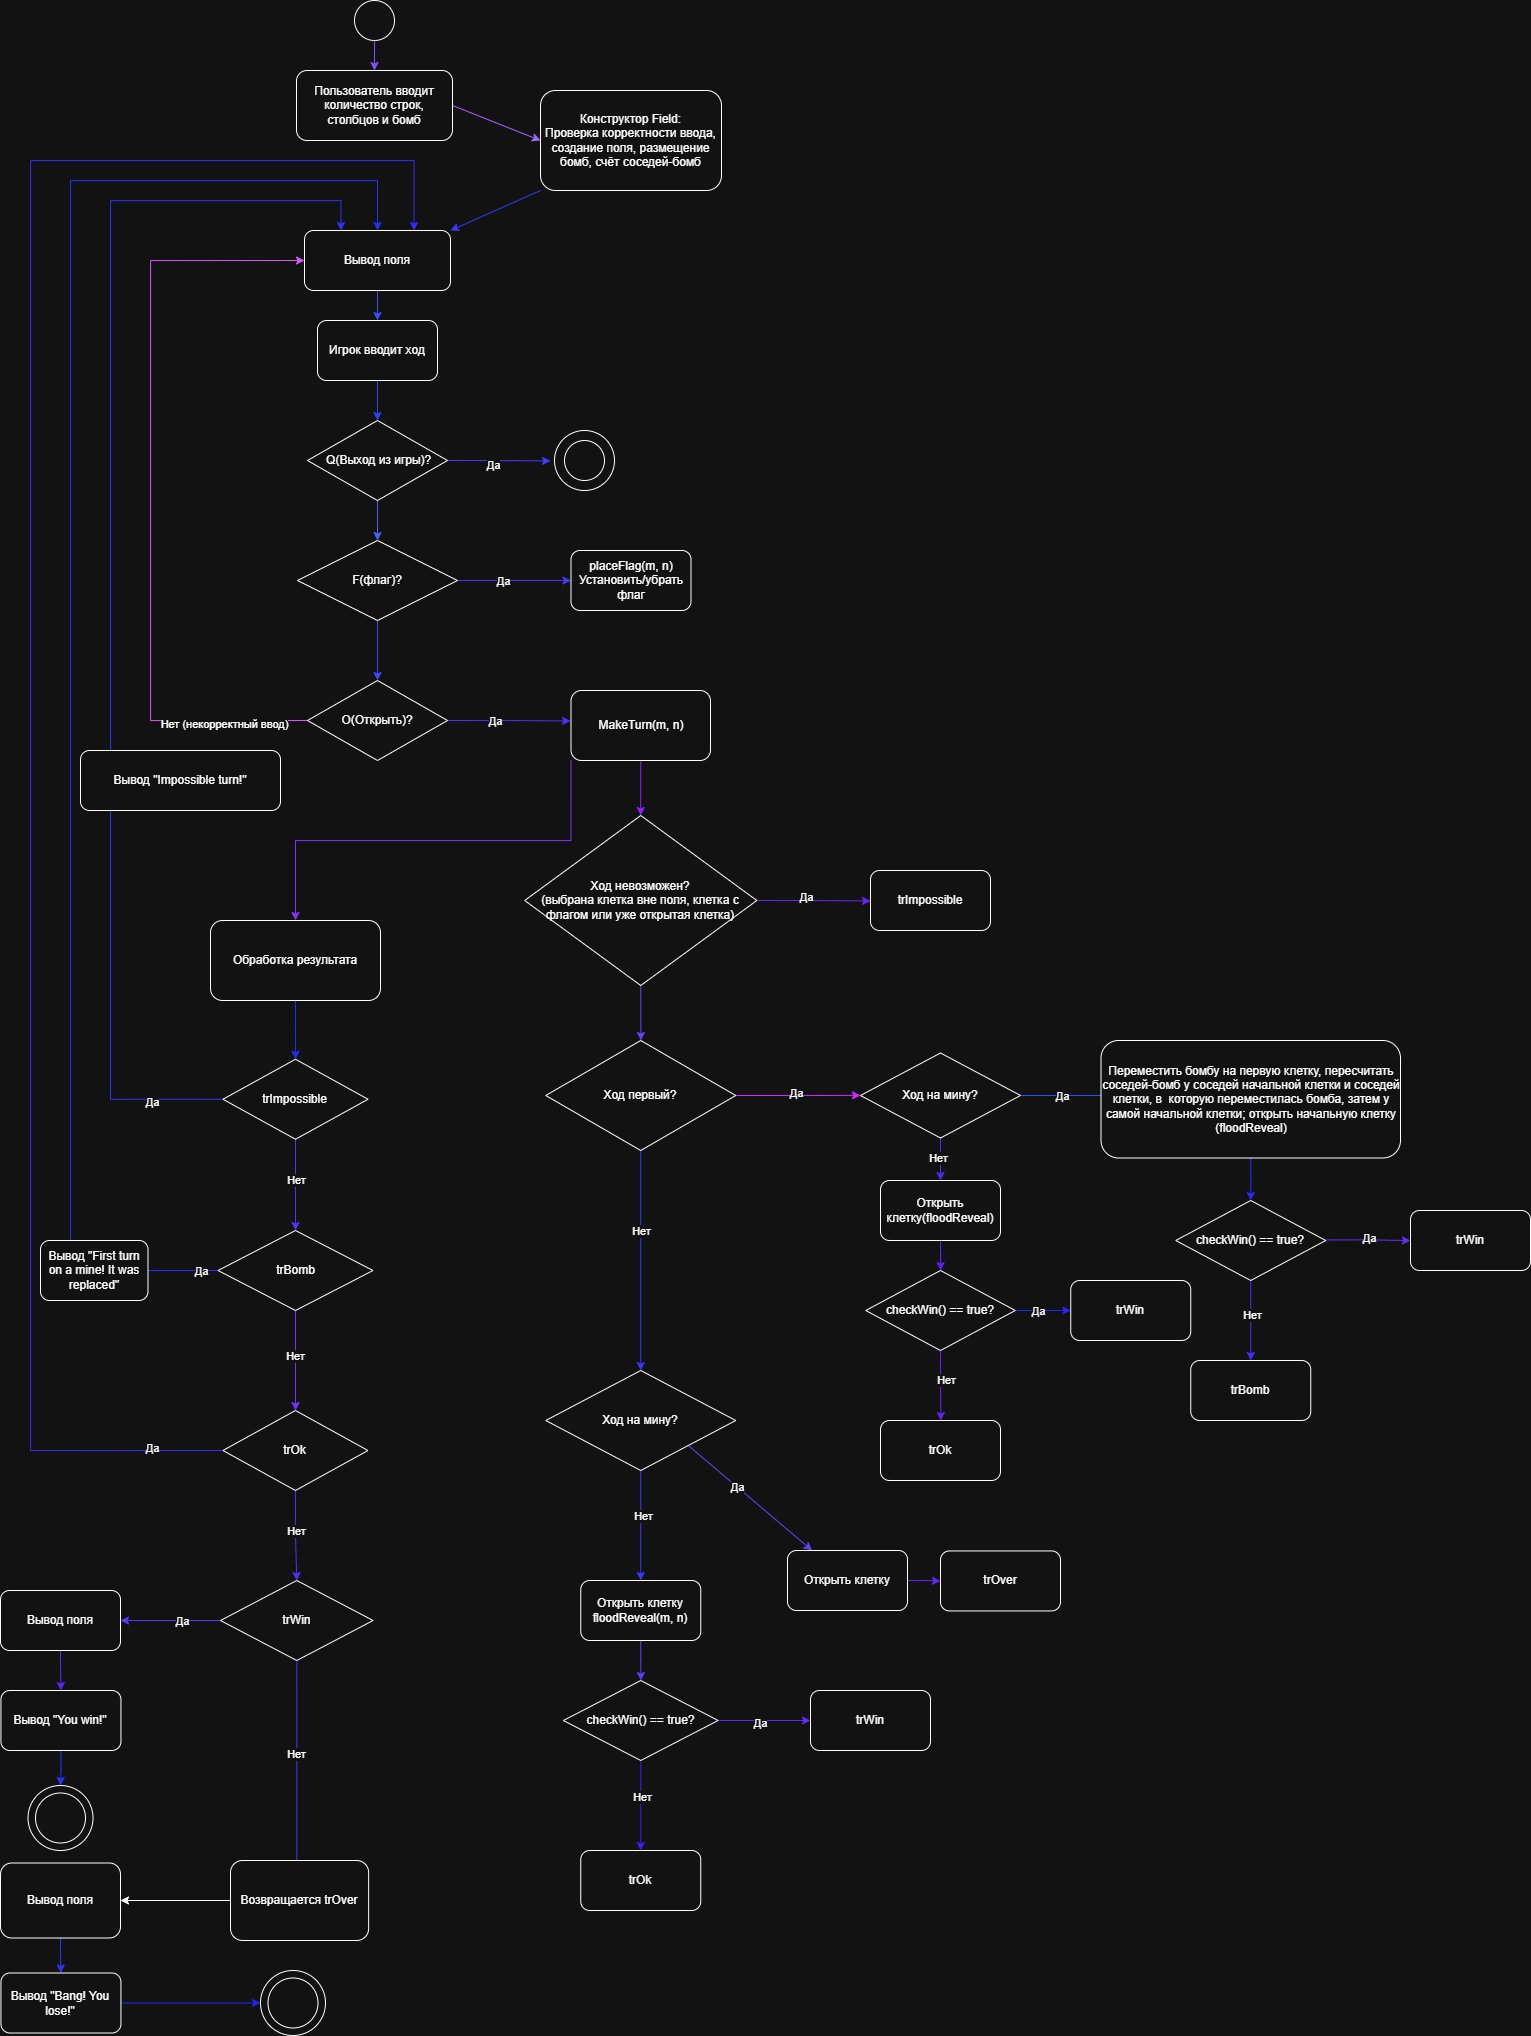 Пользователь вводит
количество строк,
столбцов и бомб
Конструктор Field:
Проверка корректности ввода,
создание поля, размещение
бомб, счёт соседей-бомб
Вывод поля
Игрок вводит ход
Q(Выход из игры)?
Да
F(флаг)?
Да
placeFlag(m, n)
Установить/убрать
флаг
O(Открыть)?
Нет (некорректный ввод)
Да
MakeTurn(m, n)
Вывод "Impossible turn!"
Ход невозможен?
(выбрана клетка вне поля, клетка с
флагом или уже открытая клетка)
Да
trImpossible
Обработка результата
Ход первый?
Да
Ход на мину?
Да
Переместить бомбу на первую клетку, пересчитать
соседей-бомб у соседей начальной клетки и соседей
клетки, в  которую переместилась бомба, затем у
самой начальной клетки; открыть начальную клетку
(floodReveal)
trImpossible
Да
Нет
Нет
Открыть
клетку(floodReveal)
Нет
checkWin() == true?
Да
trWin
Вывод "First turn
on a mine! It was
replaced"
Да
trBomb
checkWin() == true?
Да
trWin
Нет
Нет
Нет
trBomb
trOk
Ход на мину?
trOk
Да
Да
Нет
Нет
Открыть клетку
trOver
Вывод поля
Да
trWin
Открыть клетку
floodReveal(m, n)
Вывод "You win!"
Нет
checkWin() == true?
Да
trWin
Нет
trOk
Вывод поля
Возвращается trOver
Вывод "Bang! You
lose!"